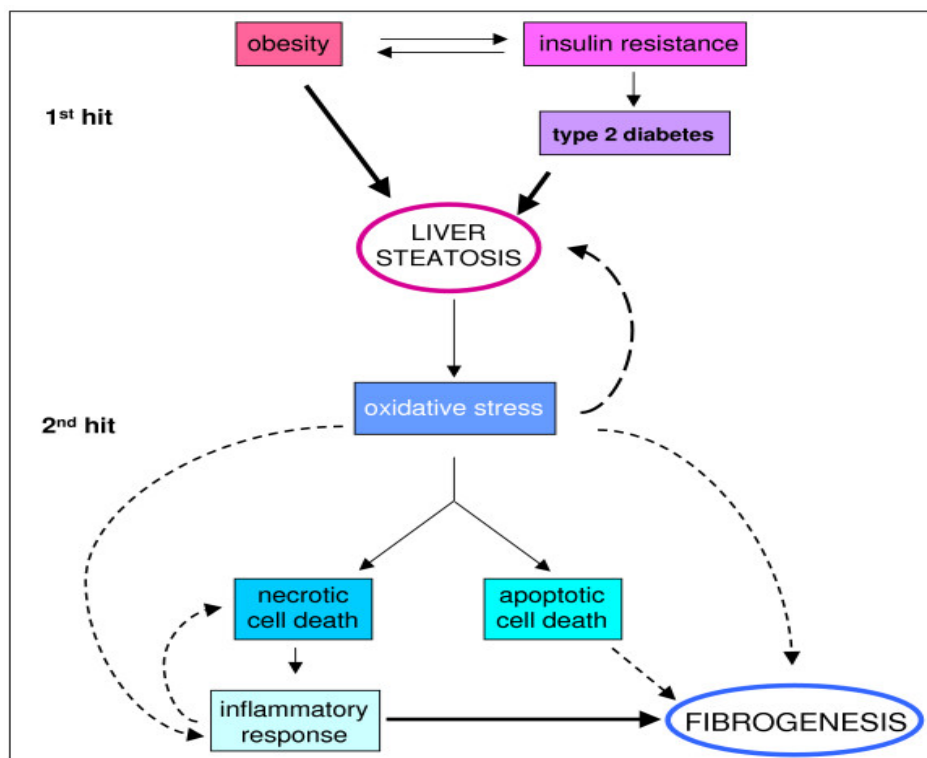 obesity
insulin resistance
1st hit
type 2 diabetes
LIVER
STEATOSIS
oxidative stress
2nd hit
necrotic
cell death
apoptotic
cell death
inflammatory
response
FIBROGENESIS